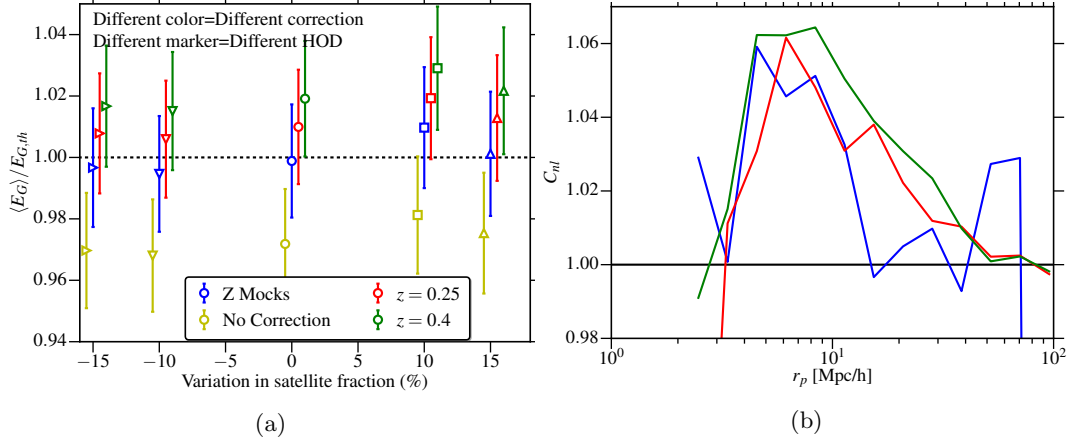 Different color=Different correction
Different marker=Different HOD
⟨E_G⟩/E_{G,th}
1.04
1.02
1.00
0.98
0.96
0.94
Z Mocks
No Correction
z = 0.25
z = 0.4
−15 −10 −5 0 5 10 15
Variation in satellite fraction (%)
(a)
C_{nl}
1.06
1.04
1.02
1.00
0.98
10^0 10^1 10^2
r_p [Mpc/h]
(b)